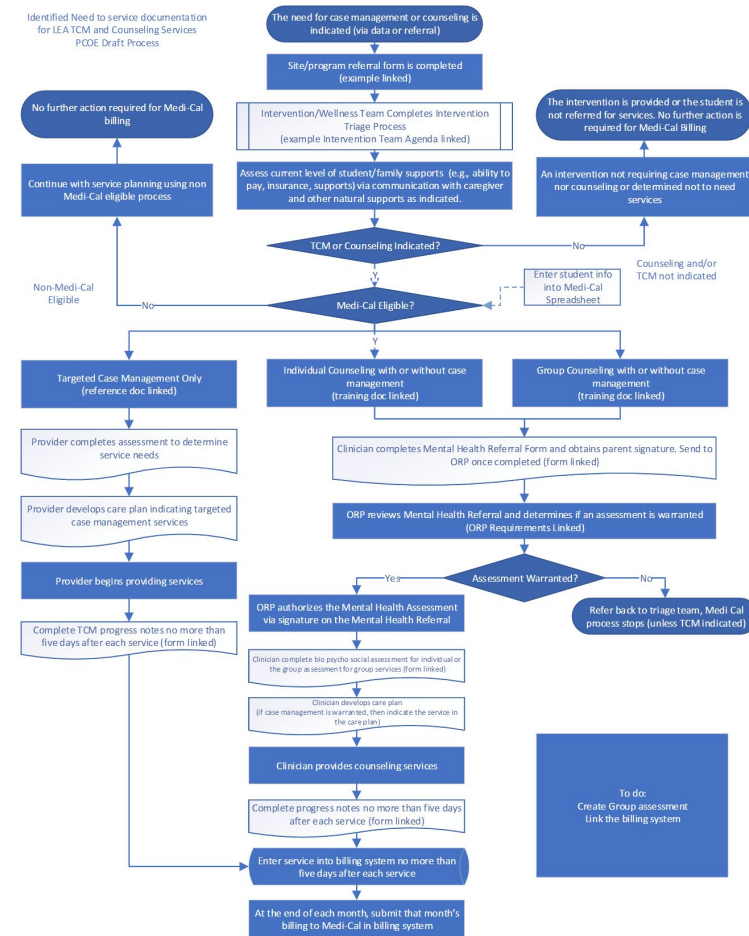 Identified Need to service documentation
for LEA TCM and Counseling Services
PCOE Draft Process
The need for case management or counseling is
indicated (via data or referral)
Site/program referral form is completed
(example linked)
Intervention/Wellness Team Completes Intervention
Triage Process
(example Intervention Team Agenda linked)
Assess current level of student/family supports (e.g., ability to
pay, insurance, supports) via communication with caregiver
and other natural supports as indicated.
No further action required for Medi-Cal
billing
Continue with service planning using non
Medi-Cal eligible process
The intervention is provided or the student is
not referred for services. No further action is
required for Medi-Cal Billing
An intervention not requiring case management
nor counseling or determined not to need
services
TCM or Counseling Indicated?
No
Counseling and/or
TCM not indicated
Y
Non-Medi-Cal
Eligible
No
Medi-Cal Eligible?
Enter student info
into Medi-Cal
Spreadsheet
Y
Targeted Case Management Only
(reference doc linked)
Individual Counseling with or without case
management
(training doc linked)
Group Counseling with or without case
management
(training doc linked)
Provider completes assessment to determine
service needs
Provider develops care plan indicating targeted
case management services
Provider begins providing services
Complete TCM progress notes no more than
five days after each service (form linked)
Clinician completes Mental Health Referral Form and obtains parent signature. Send to
ORP once completed (form linked)
ORP reviews Mental Health Referral and determines if an assessment is warranted
(ORP Requirements Linked)
Yes
Assessment Warranted?
No
Refer back to triage team, Medi Cal
process stops (unless TCM indicated)
ORP authorizes the Mental Health Assessment
via signature on the Mental Health Referral
Clinician complete bio psycho social assessment for individual or
the group assessment for group services (form linked)
Clinician develops care plan
(if case management is warranted, then indicate the service in
the care plan)
Clinician provides counseling services
Complete progress notes no more than five days
after each service (form linked)
Enter service into billing system no more than
five days after each service
At the end of each month, submit that month's
billing to Medi-Cal in billing system
To do:
Create Group assessment
Link the billing system